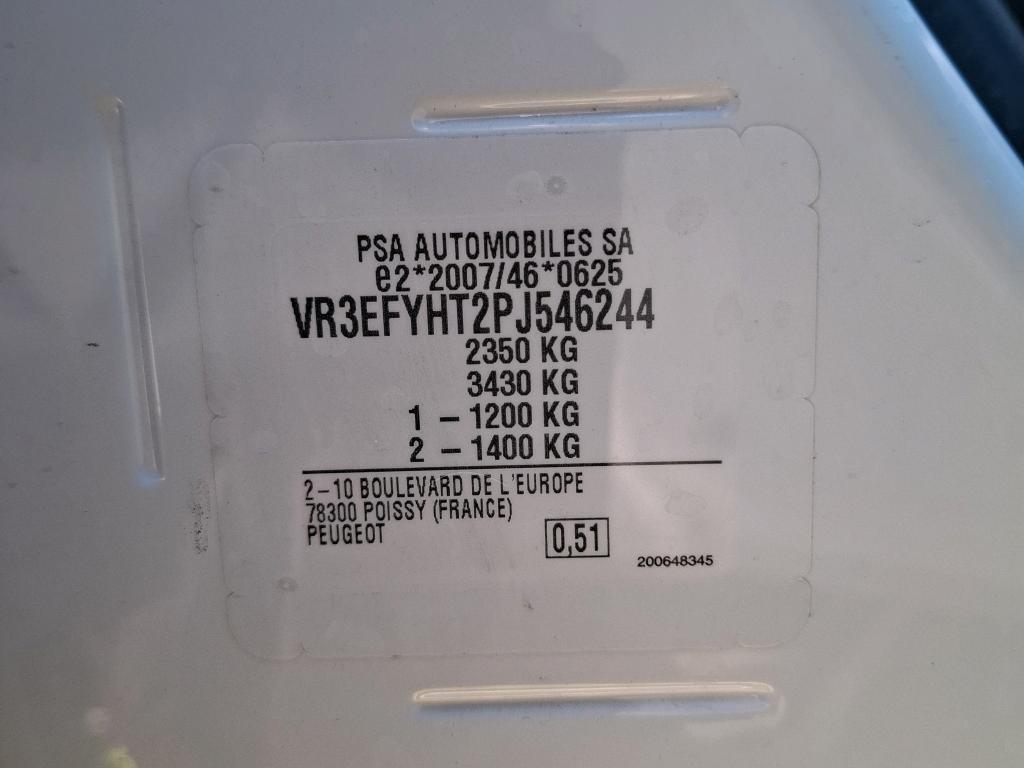 PSA AUTOMOBILES SA
e2*2007/46*0625
VR3EFYHT2PJ546244
2350 KG
3430 KG
1 – 1200 KG
2 – 1400 KG
2–10 BOULEVARD DE L'EUROPE
78300 POISSY (FRANCE)
PEUGEOT
0,51
200648345